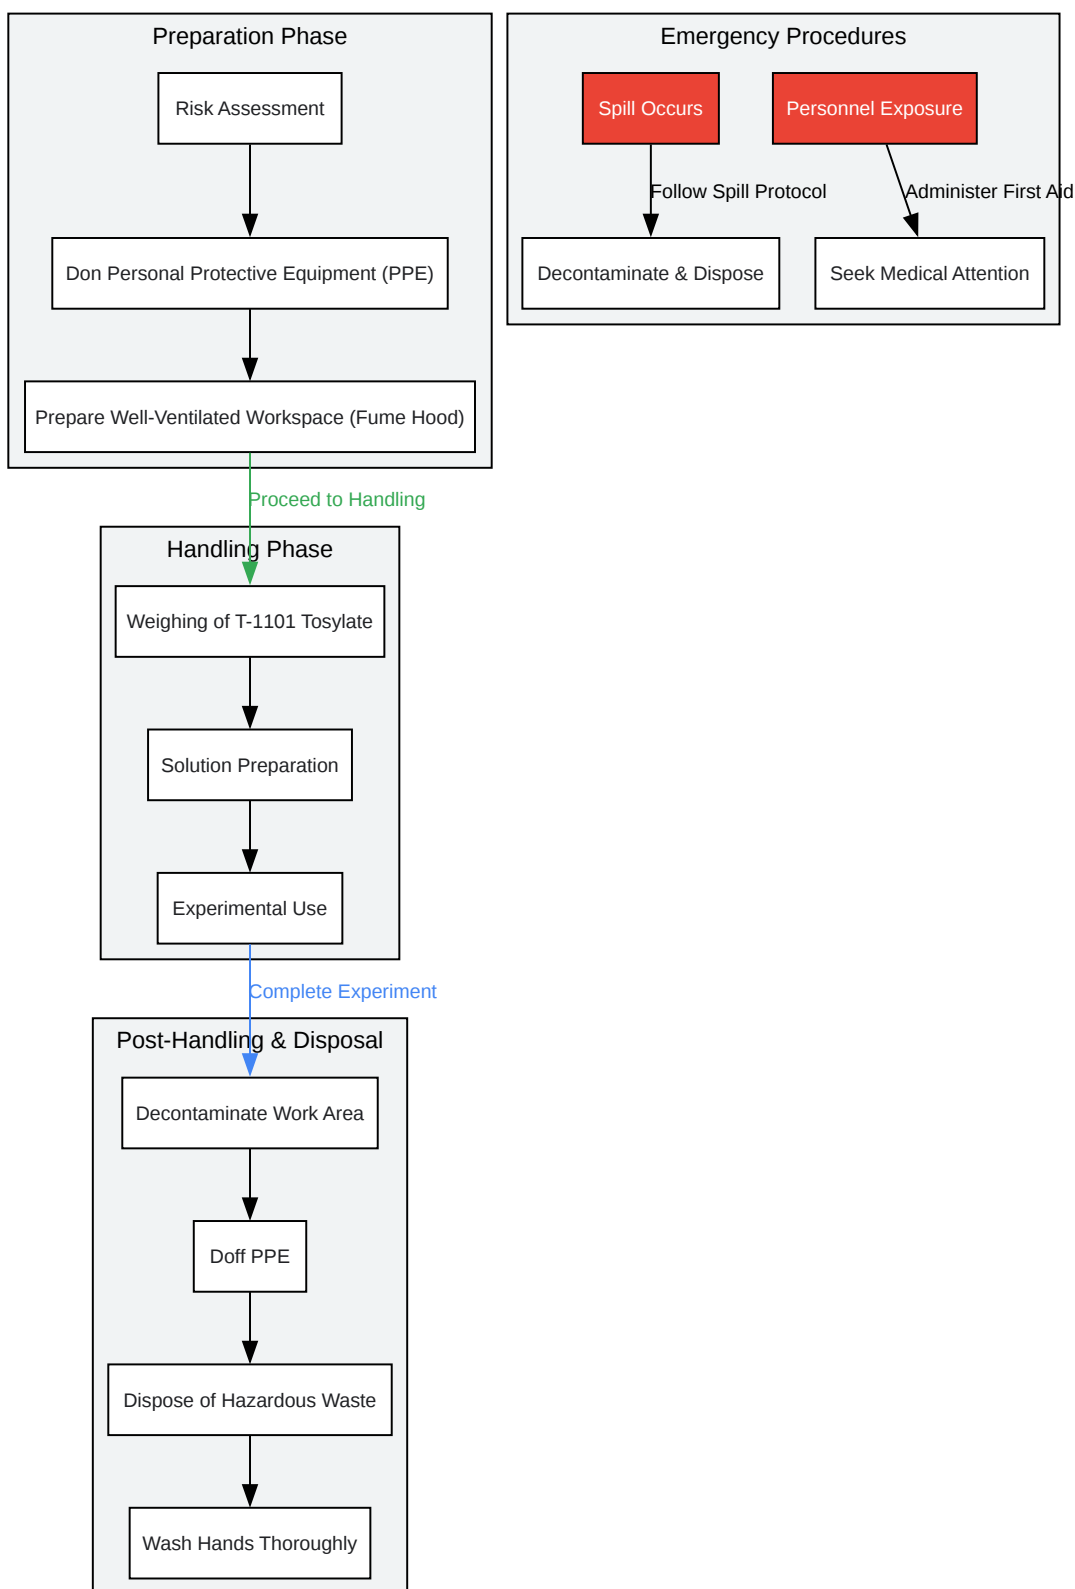 Preparation Phase
Risk Assessment
Don Personal Protective Equipment (PPE)
Prepare Well-Ventilated Workspace (Fume Hood)
Proceed to Handling
Handling Phase
Weighing of T-1101 Tosylate
Solution Preparation
Experimental Use
Complete Experiment
Post-Handling & Disposal
Decontaminate Work Area
Doff PPE
Dispose of Hazardous Waste
Wash Hands Thoroughly
Emergency Procedures
Spill Occurs
Personnel Exposure
Follow Spill Protocol
Administer First Aid
Decontaminate & Dispose
Seek Medical Attention